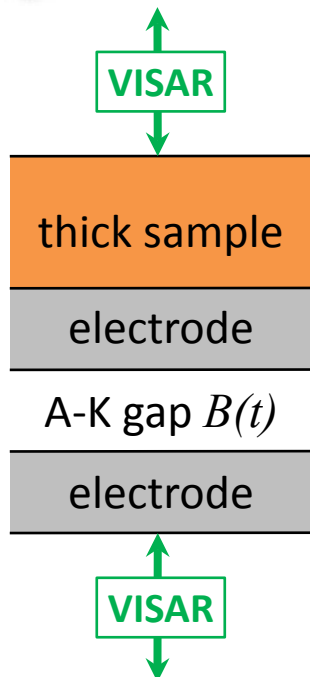 VISAR
thick sample
electrode
A-K gap B(t)
electrode
VISAR